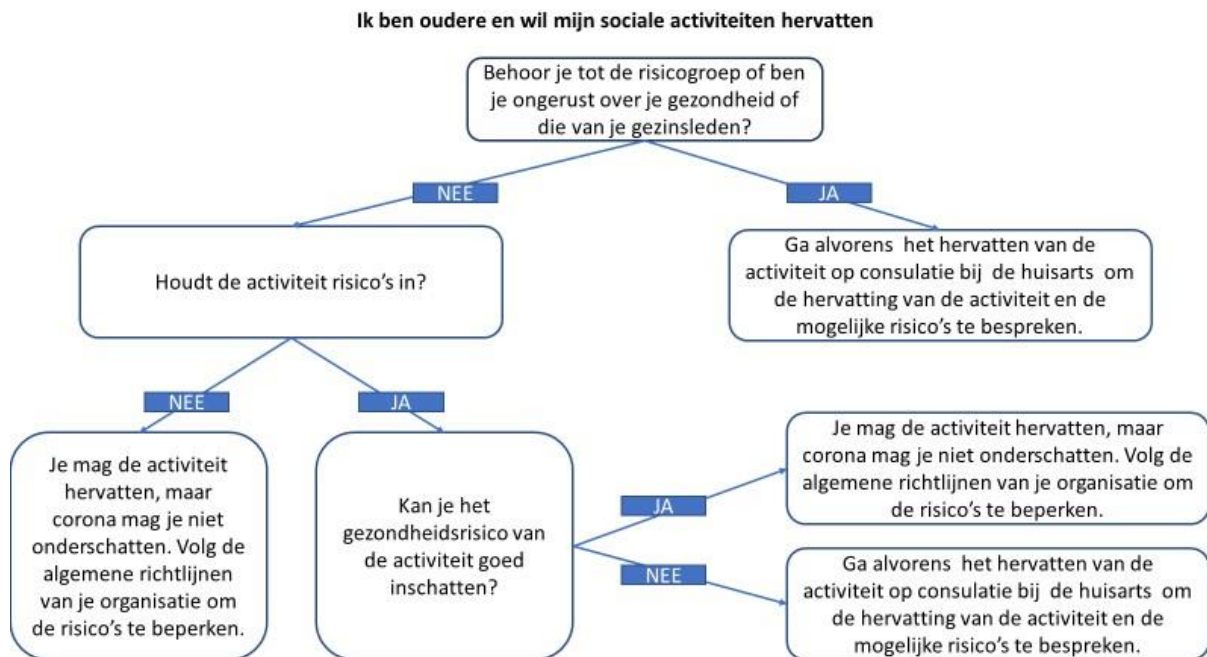 Ik ben oudere en wil mijn sociale activiteiten hervatten
Behoor je tot de risicogroep of ben
je ongerust over je gezondheid of
die van je gezinsleden?
NEE
JA
Houdt de activiteit risico's in?
Ga alvorens het hervatten van de
activiteit op consulatie bij de huisarts om
de hervatting van de activiteit en de
mogelijke risico's te bespreken.
NEE
JA
Je mag de activiteit
hervatten, maar
corona mag je niet
onderschatten. Volg de
algemene richtlijnen
van je organisatie om
de risico's te beperken.
Kan je het
gezondheidsrisico van
de activiteit goed
inschatten?
JA
NEE
Je mag de activiteit hervatten, maar
corona mag je niet onderschatten. Volg de
algemene richtlijnen van je organisatie om
de risico's te beperken.
Ga alvorens het hervatten van de
activiteit op consulatie bij de huisarts om
de hervatting van de activiteit en de
mogelijke risico's te bespreken.